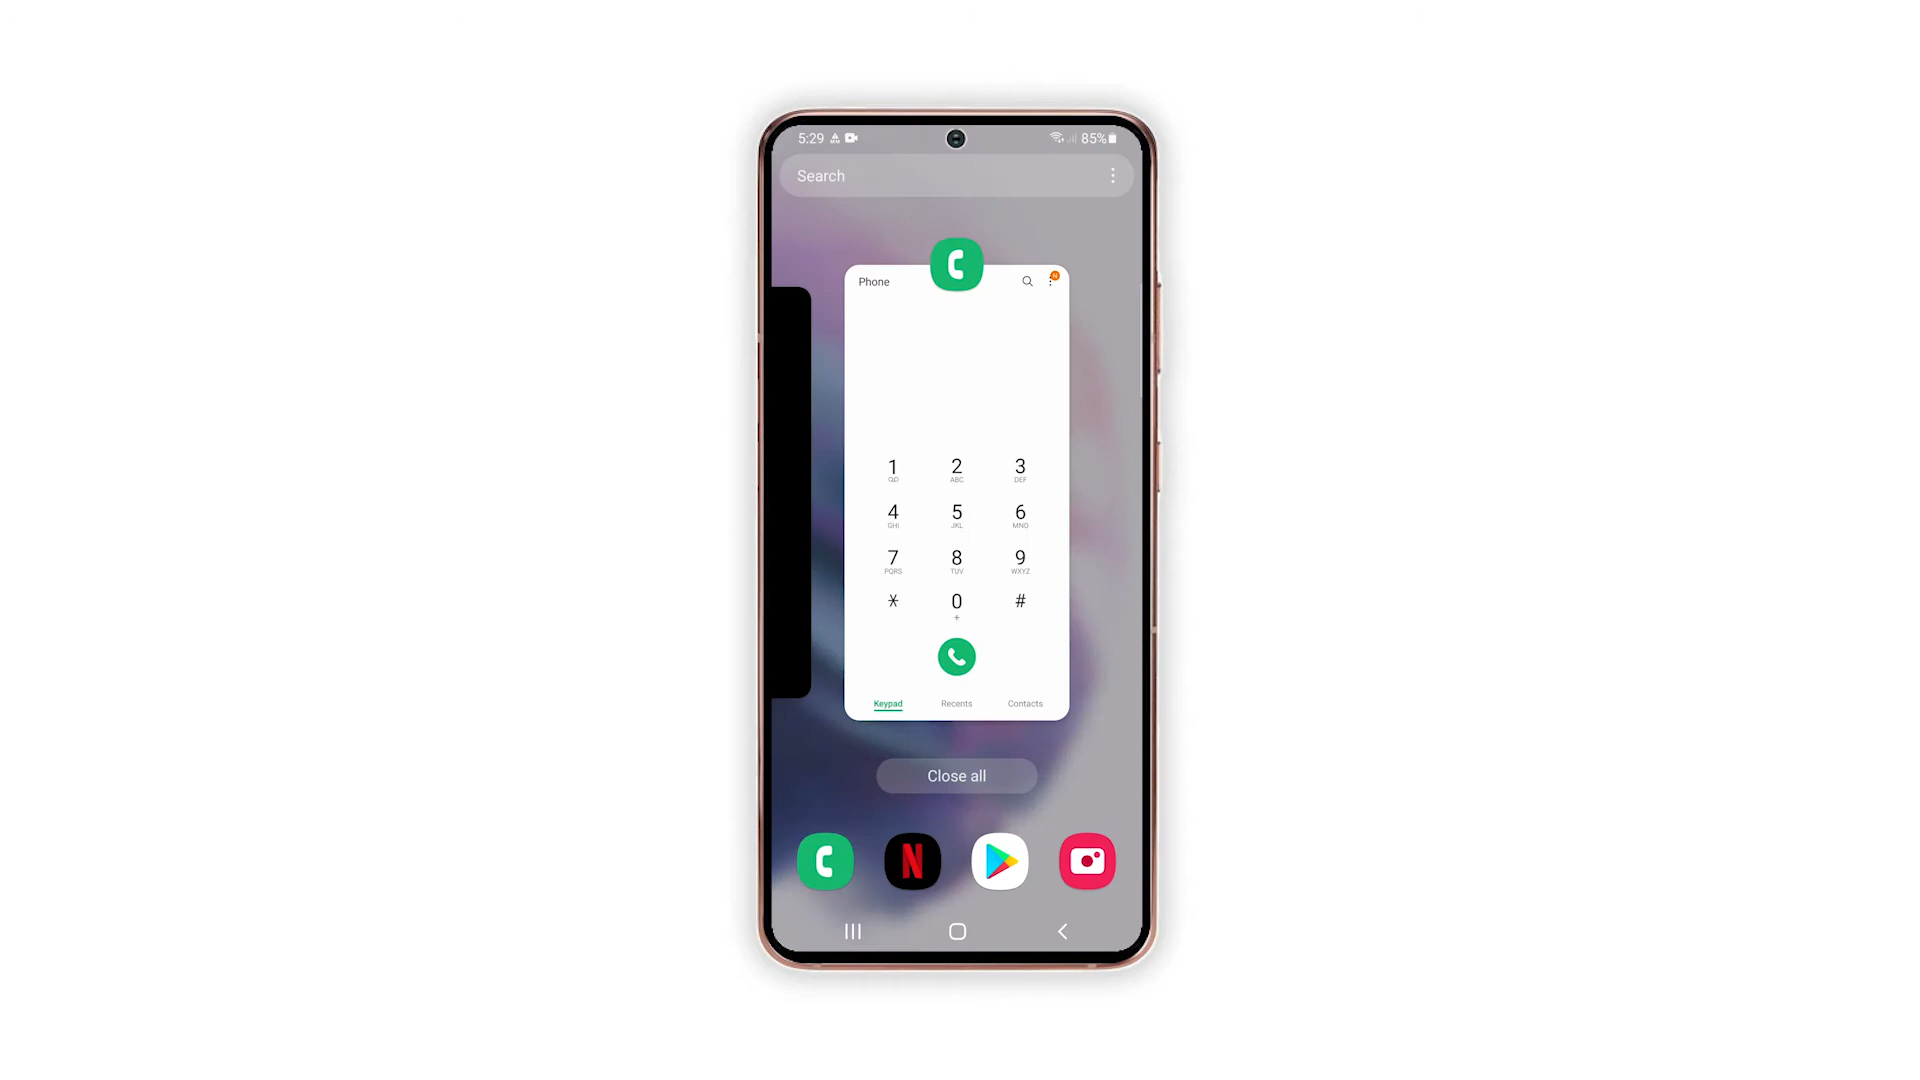 5:29 85%
Search
Phone
N
1 2 3
ABC DEF
4 5 6
GHI JKL MNO
7 8 9
PQRS TUV WXYZ
* 0 #
+
Keypad Recents Contacts
Close all
N